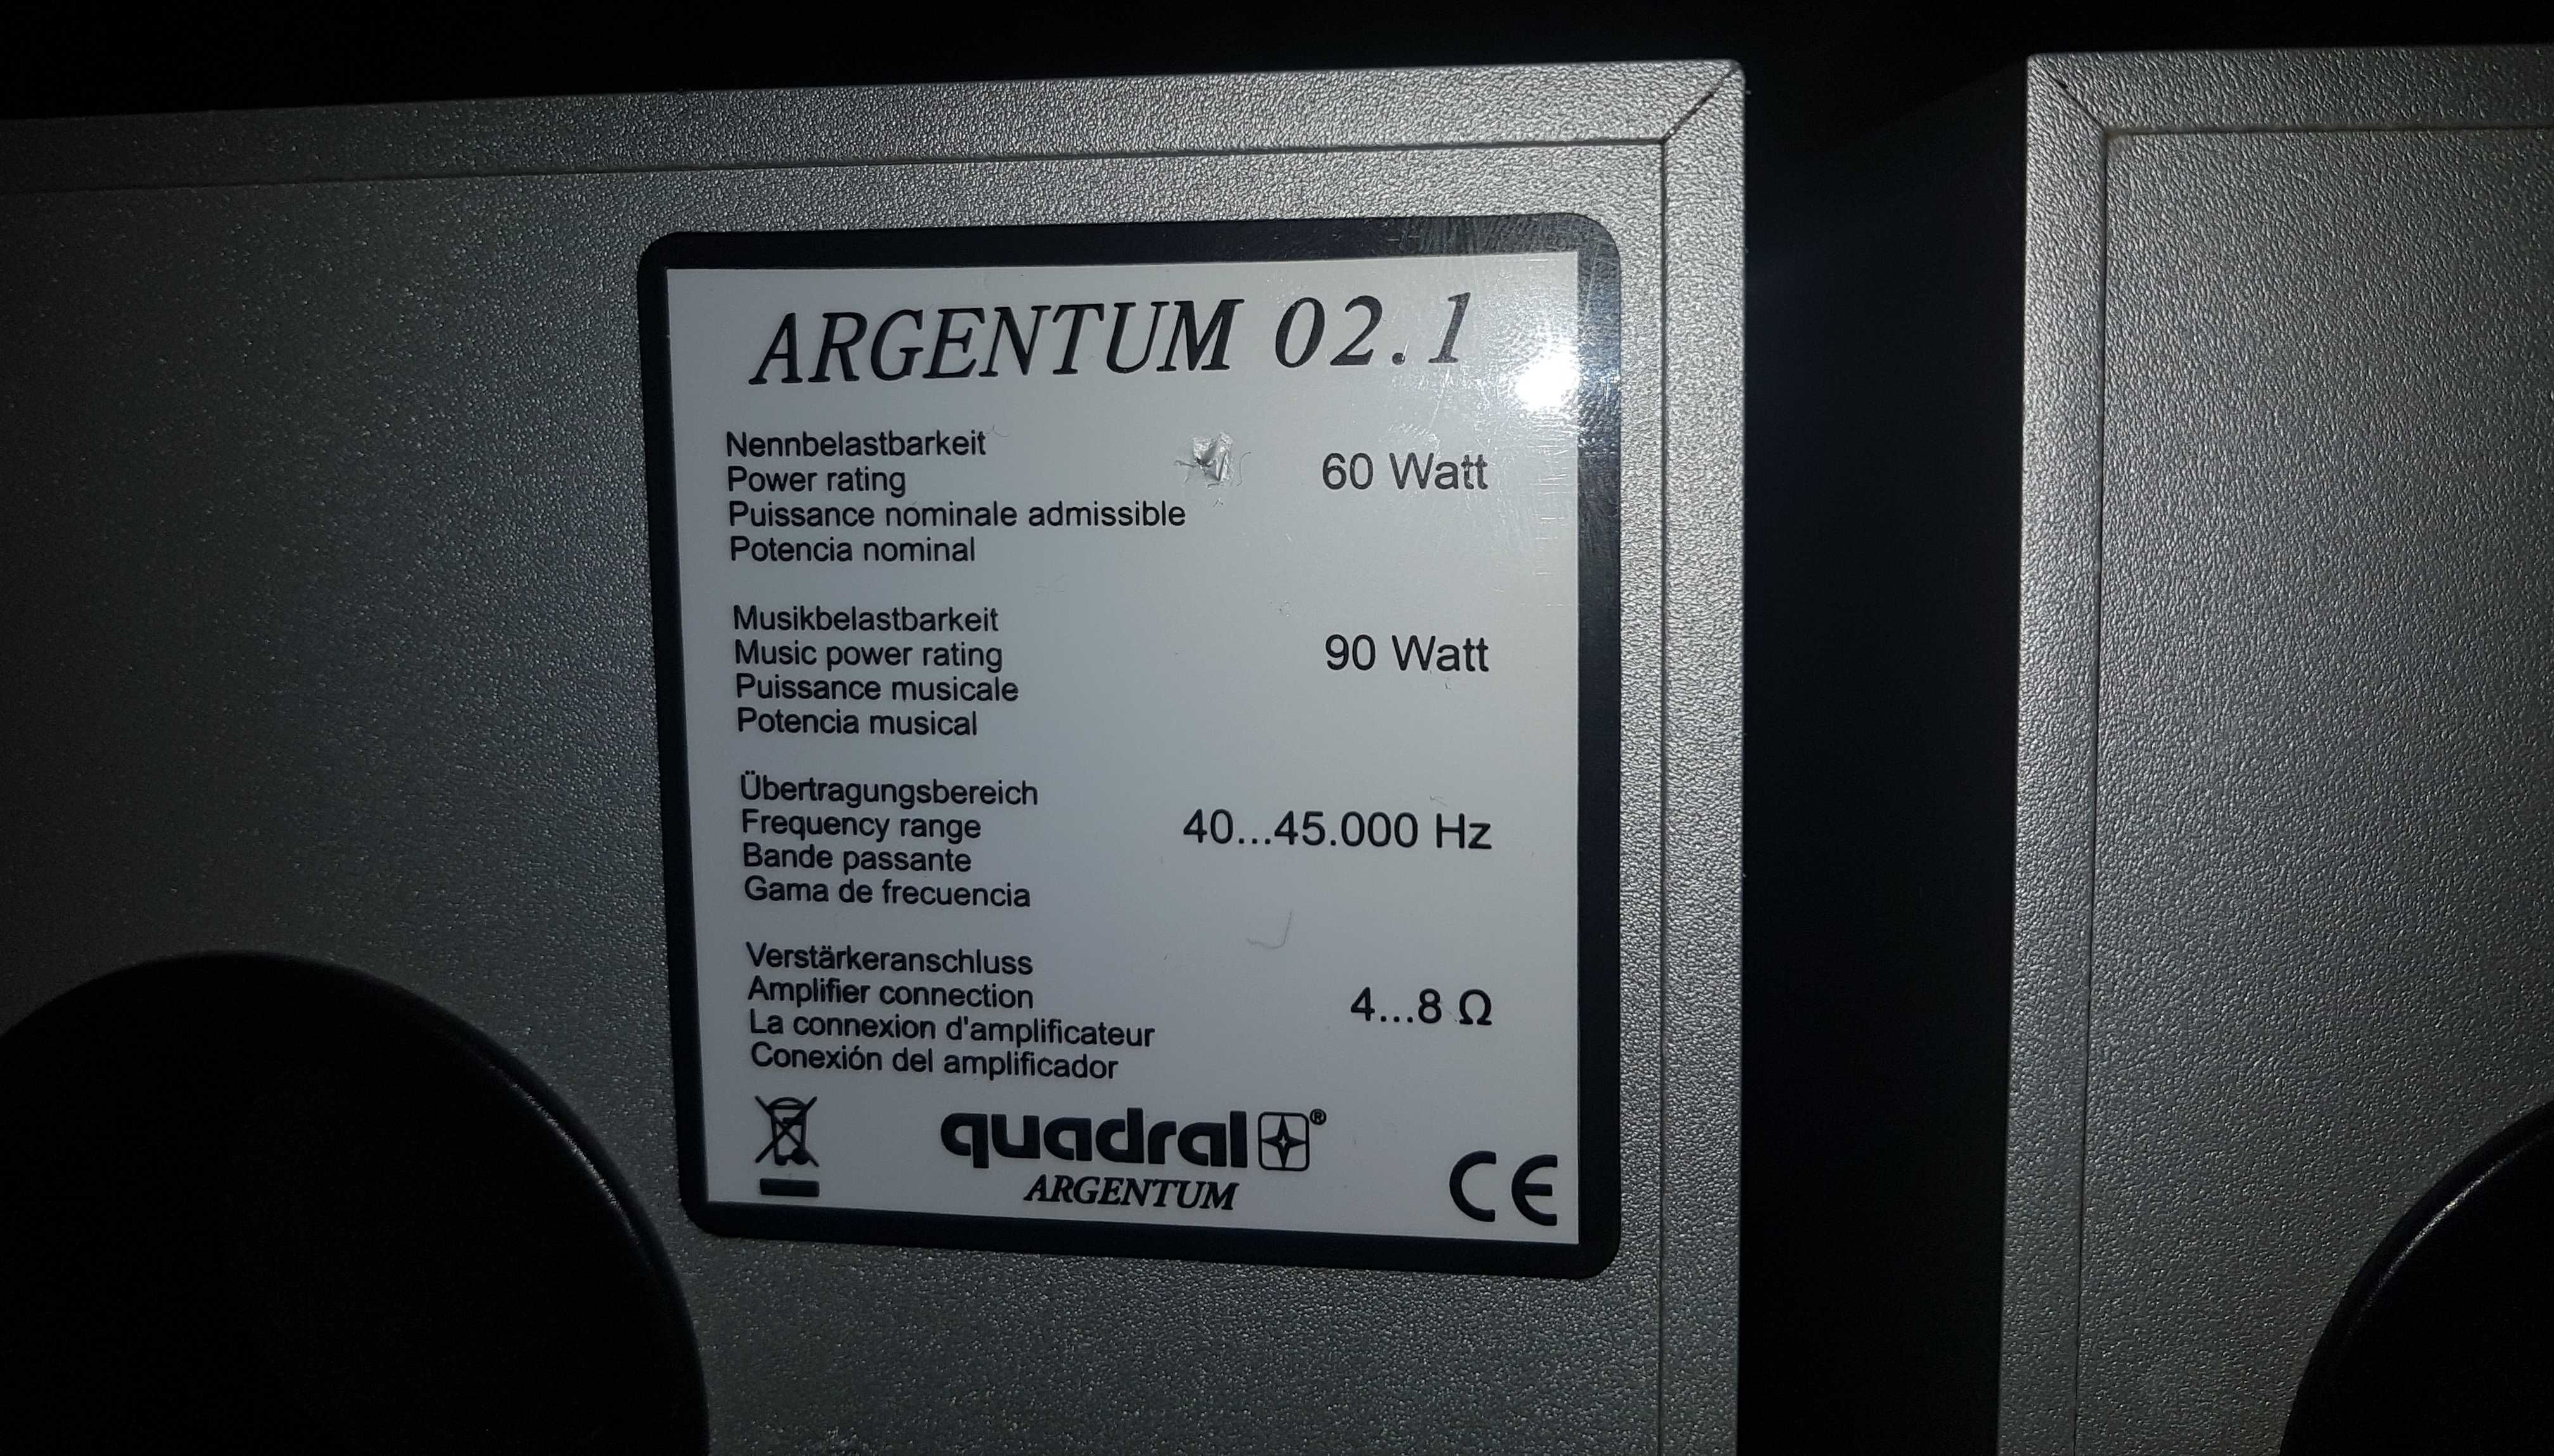 ARGENTUM 02.1
Nennbelastbarkeit
Power rating
60 Watt
Puissance nominale admissible
Potencia nominal
Musikbelastbarkeit
Music power rating
90 Watt
Puissance musicale
Potencia musical
Übertragungsbereich
Frequency range
40...45.000 Hz
Bande passante
Gama de frecuencia
Verstärkeranschluss
Amplifier connection
4...8 Ω
La connexion d'amplificateur
Conexión del amplificador
quadral®
ARGENTUM
CE